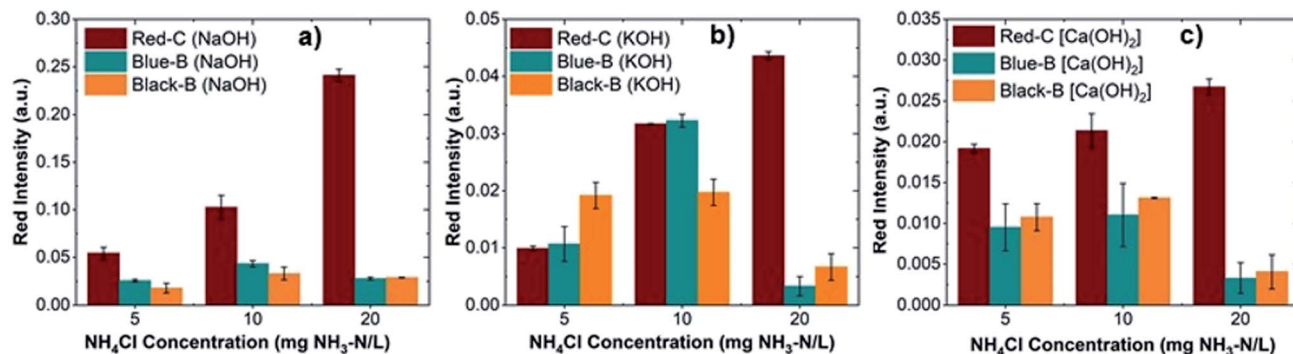 a)
Red Intensity (a.u.)
0.30
0.25
0.20
0.15
0.10
0.05
0.00
Red-C (NaOH)
Blue-B (NaOH)
Black-B (NaOH)
5 10 20
NH₄Cl Concentration (mg NH₃-N/L)
b)
Red Intensity (a.u.)
0.05
0.04
0.03
0.02
0.01
0.00
Red-C (KOH)
Blue-B (KOH)
Black-B (KOH)
5 10 20
NH₄Cl Concentration (mg NH₃-N/L)
c)
Red Intensity (a.u.)
0.035
0.030
0.025
0.020
0.015
0.010
0.005
0.000
Red-C [Ca(OH)₂]
Blue-B [Ca(OH)₂]
Black-B [Ca(OH)₂]
5 10 20
NH₄Cl Concentration (mg NH₃-N/L)